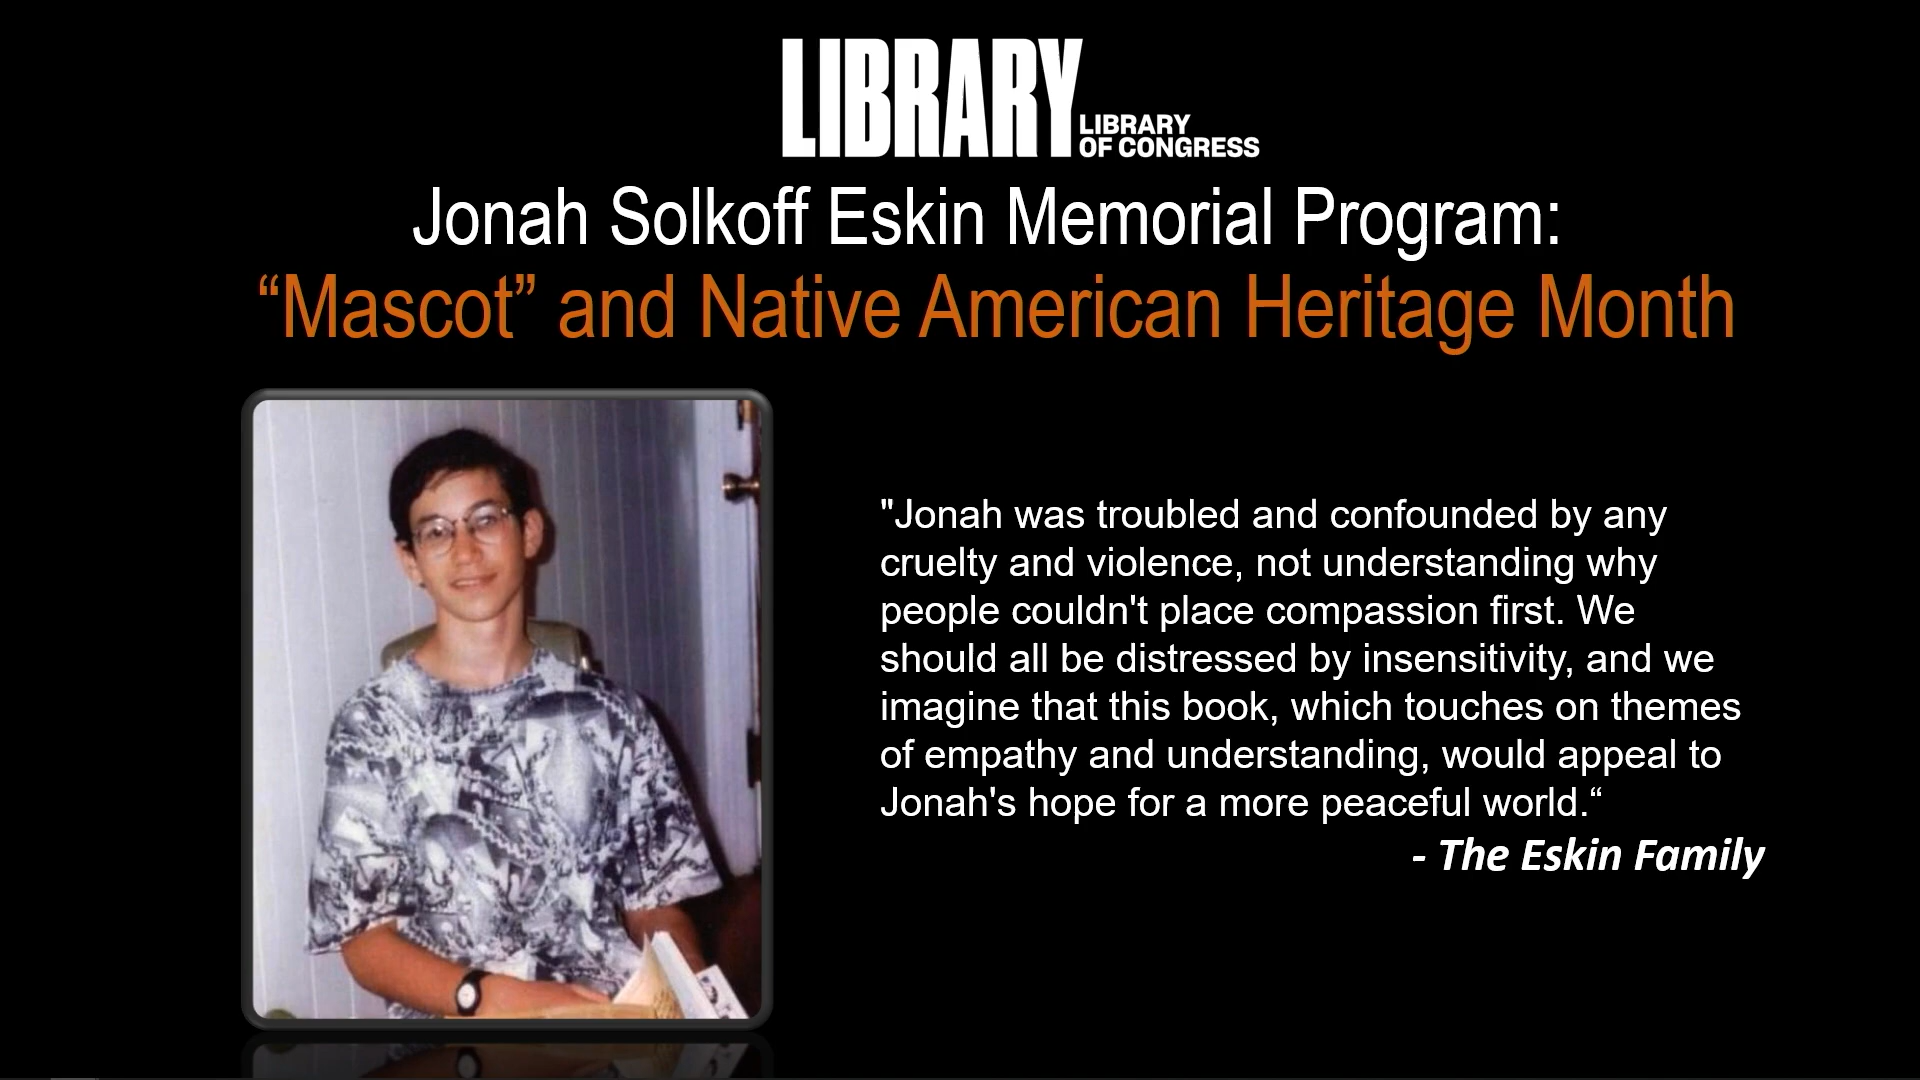 LIBRARY
LIBRARY
OF CONGRESS
Jonah Solkoff Eskin Memorial Program:
“Mascot” and Native American Heritage Month
"Jonah was troubled and confounded by any
cruelty and violence, not understanding why
people couldn't place compassion first. We
should all be distressed by insensitivity, and we
imagine that this book, which touches on themes
of empathy and understanding, would appeal to
Jonah's hope for a more peaceful world.“
- The Eskin Family